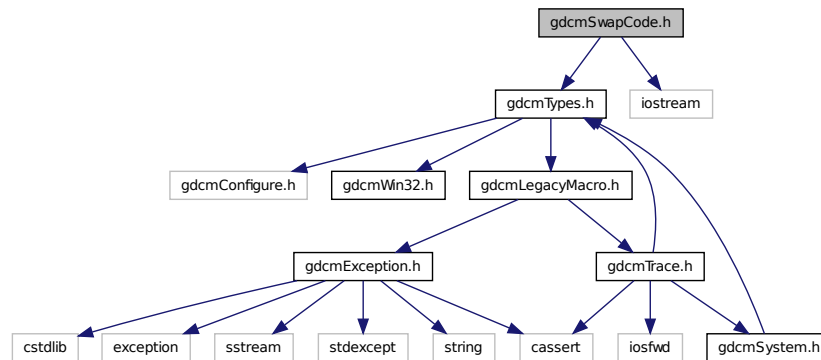 gdcmSwapCode.h
gdcmTypes.h
iostream
gdcmConfigure.h
gdcmWin32.h
gdcmLegacyMacro.h
gdcmException.h
gdcmTrace.h
cstdlib
exception
sstream
stdexcept
string
cassert
iosfwd
gdcmSystem.h